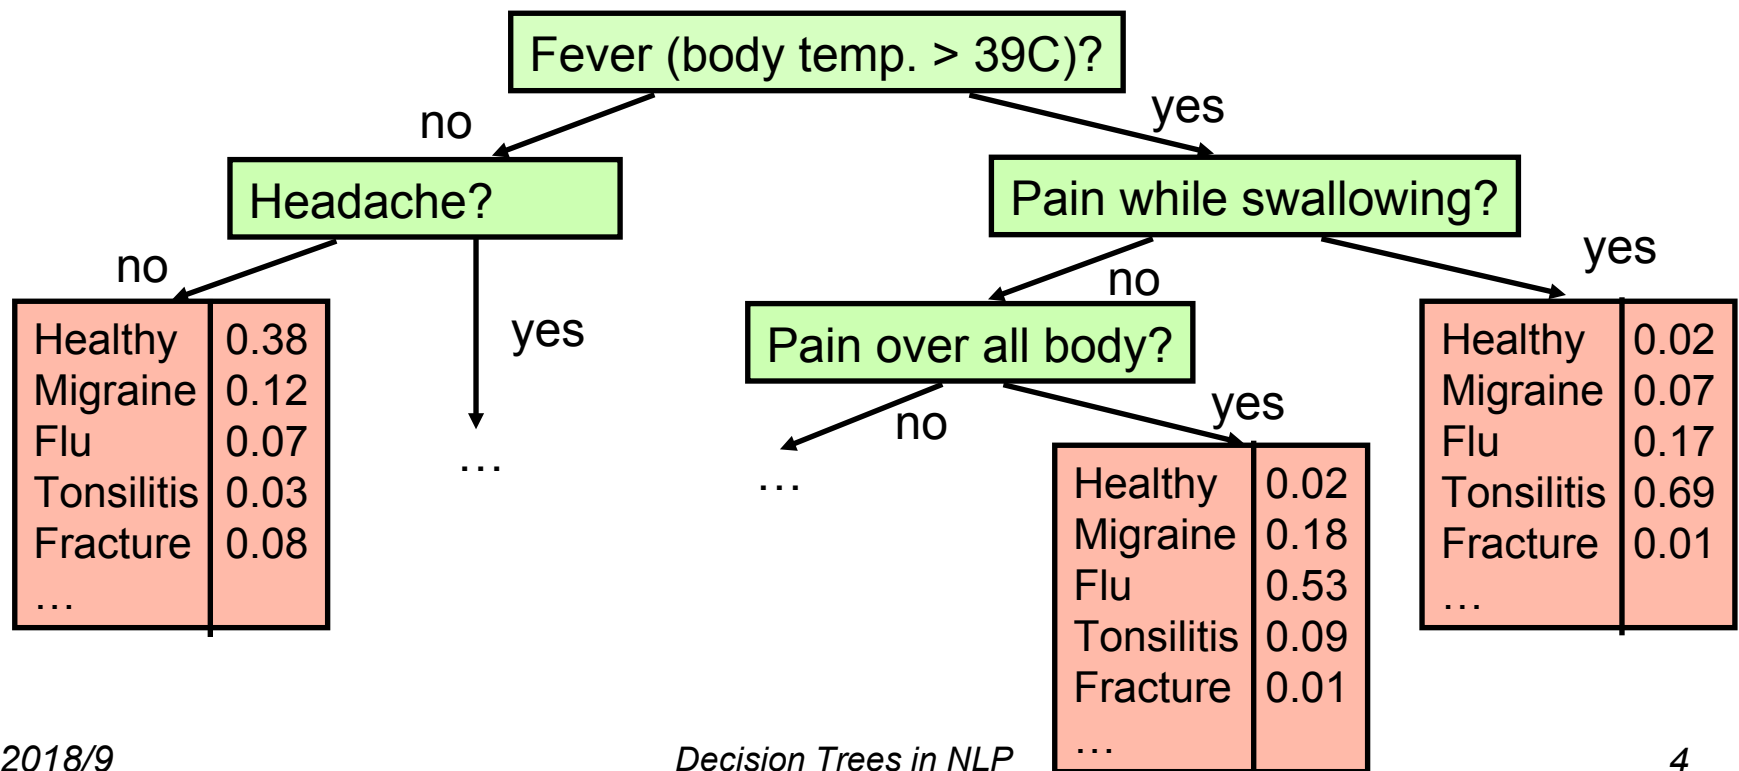 Fever (body temp. > 39C)?
no
yes
Headache?
Pain while swallowing?
no
yes
no
yes
Pain over all body?
no
yes
Healthy 0.38
Migraine 0.12
Flu 0.07
Tonsilitis 0.03
Fracture 0.08
…
…
…
Healthy 0.02
Migraine 0.18
Flu 0.53
Tonsilitis 0.09
Fracture 0.01
…
Healthy 0.02
Migraine 0.07
Flu 0.17
Tonsilitis 0.69
Fracture 0.01
…
2018/9 Decision Trees in NLP 4